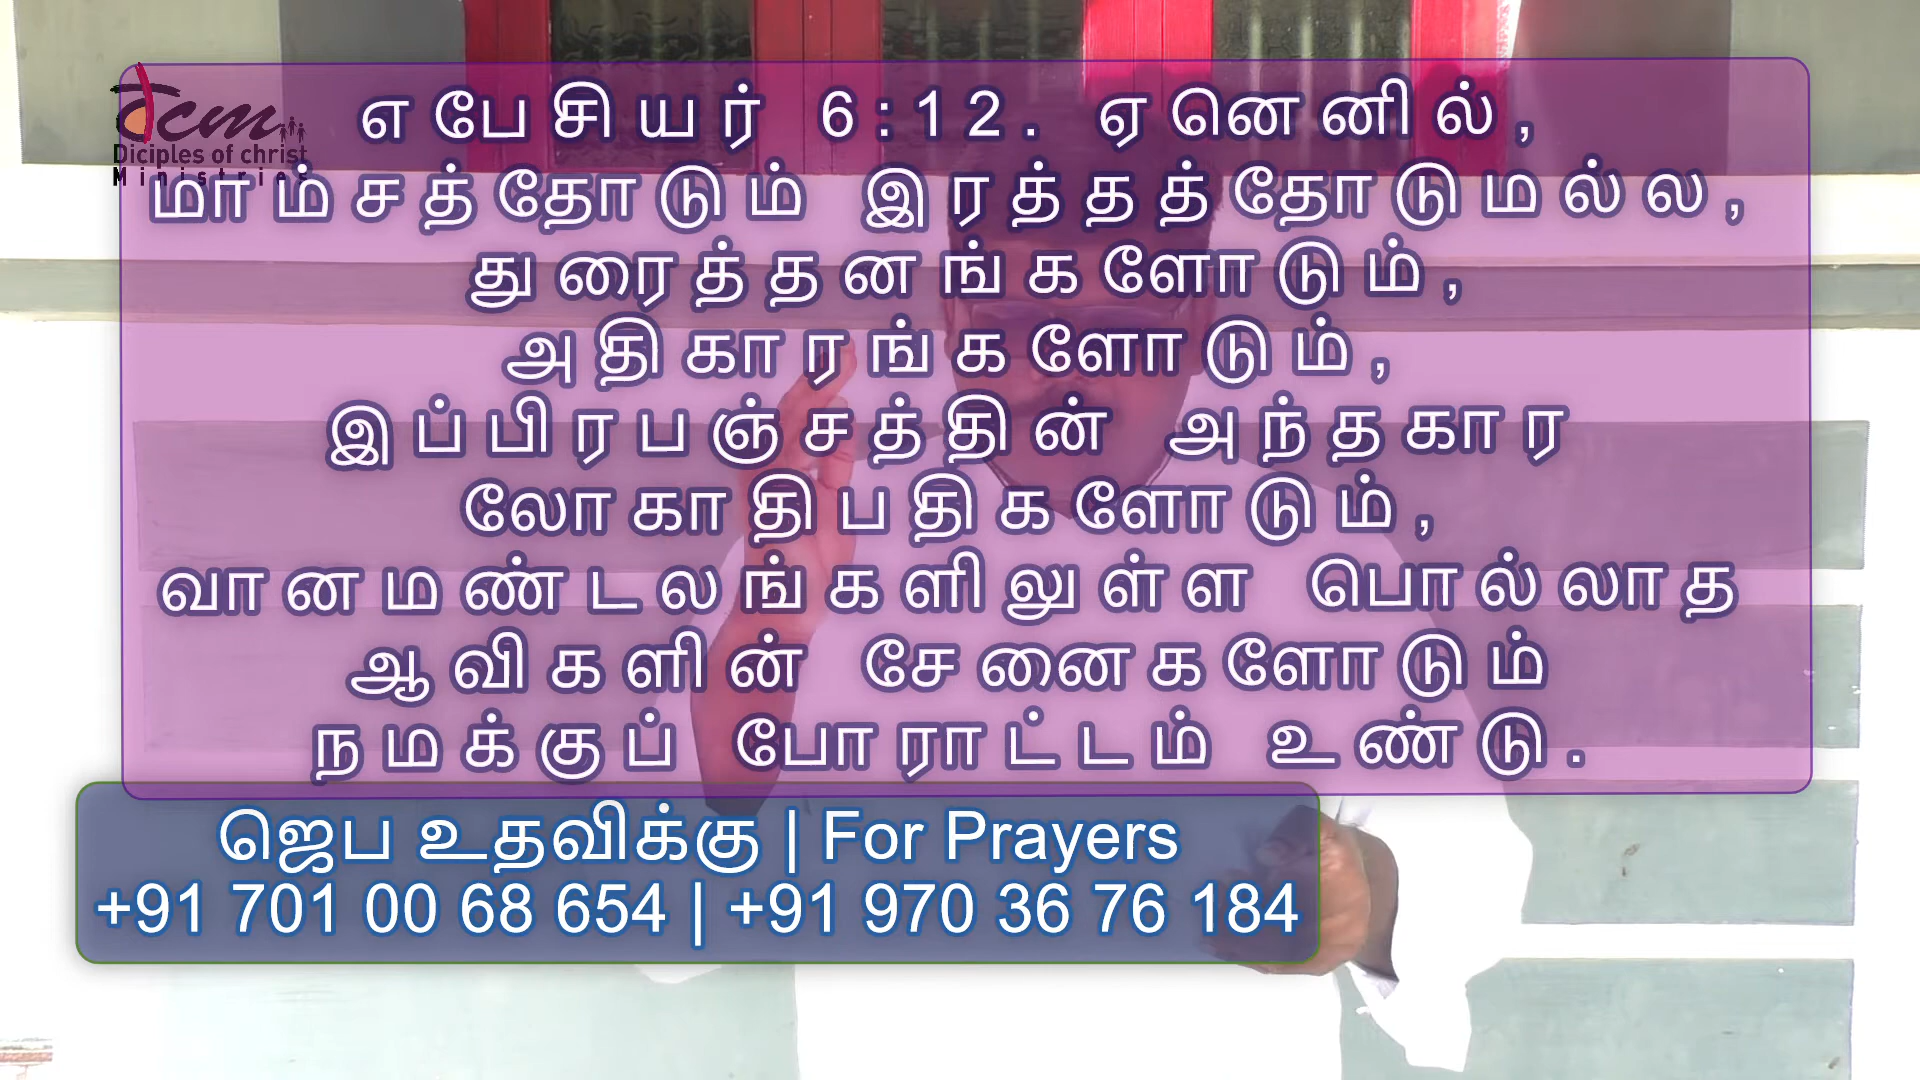 dcm
Diciples of christ
Ministries
எபேசியர் 6:12. ஏனெனில்,
மாம்சத்தோடும் இரத்தத்தோடுமல்ல,
துரைத்தனங்களோடும்,
அதிகாரங்களோடும்,
இப்பிரபஞ்சத்தின் அந்தகார
லோகாதிபதிகளோடும்,
வானமண்டலங்களிலுள்ள பொல்லாத
ஆவிகளின் சேனைகளோடும்
நமக்குப் போராட்டம் உண்டு.
ஜெப உதவிக்கு | For Prayers
+91 701 00 68 654 | +91 970 36 76 184